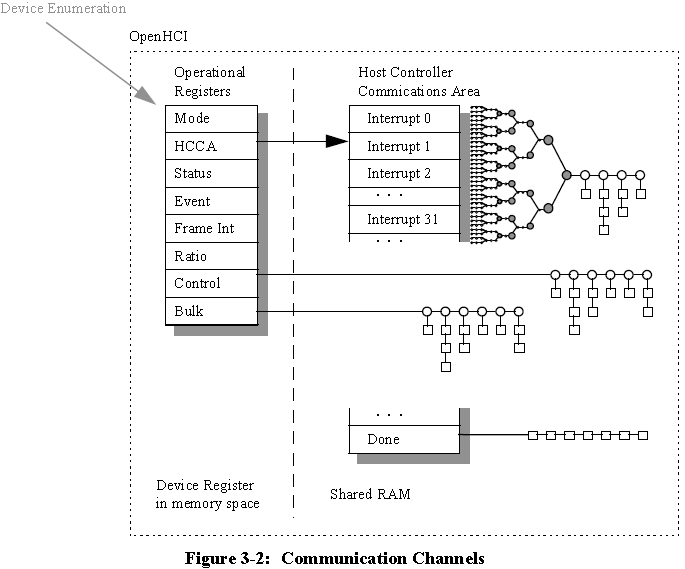 Device Enumeration
OpenHCI
Operational
Registers
Host Controller
Commications Area
Mode
HCCA
Status
Event
Frame Int
Ratio
Control
Bulk
Interrupt 0
Interrupt 1
Interrupt 2
. . .
Interrupt 31
. . .
. . .
Done
Device Register
in memory space
Shared RAM
Figure 3-2: Communication Channels